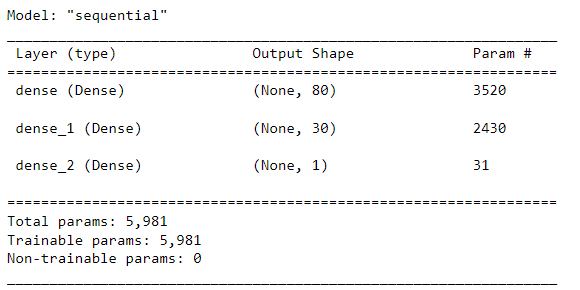 Model: "sequential"
Layer (type) Output Shape Param #
dense (Dense) (None, 80) 3520
dense_1 (Dense) (None, 30) 2430
dense_2 (Dense) (None, 1) 31
Total params: 5,981
Trainable params: 5,981
Non-trainable params: 0